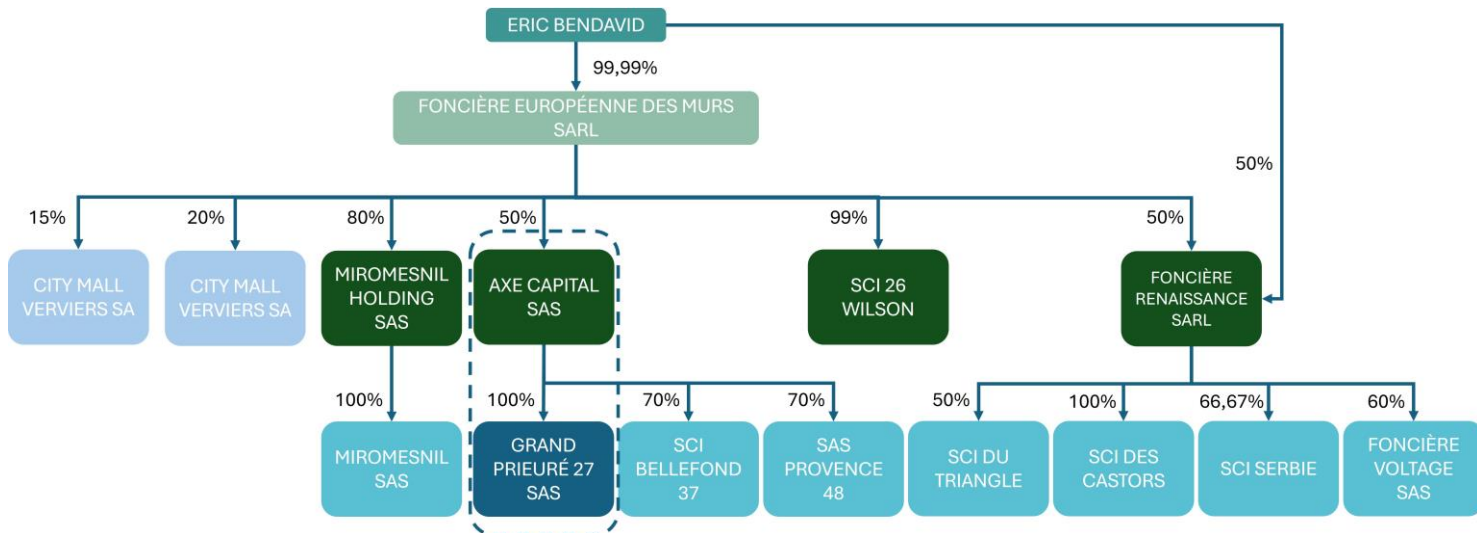 ERIC BENDAVID
99,99%
FONCIÈRE EUROPÉENNE DES MURS
SARL
50%
15%
20%
80%
50%
99%
50%
CITY MALL
VERVIERS SA
CITY MALL
VERVIERS SA
MIROMESNIL
HOLDING
SAS
AXE CAPITAL
SAS
SCI 26
WILSON
FONCIÈRE
RENAISSANCE
SARL
100%
100%
70%
70%
50%
100%
66,67%
60%
MIROMESNIL
SAS
GRAND
PRIEURÉ 27
SAS
SCI
BELLEFOND
37
SAS
PROVENCE
48
SCI DU
TRIANGLE
SCI DES
CASTORS
SCI SERBIE
FONCIÈRE
VOLTAGE
SAS